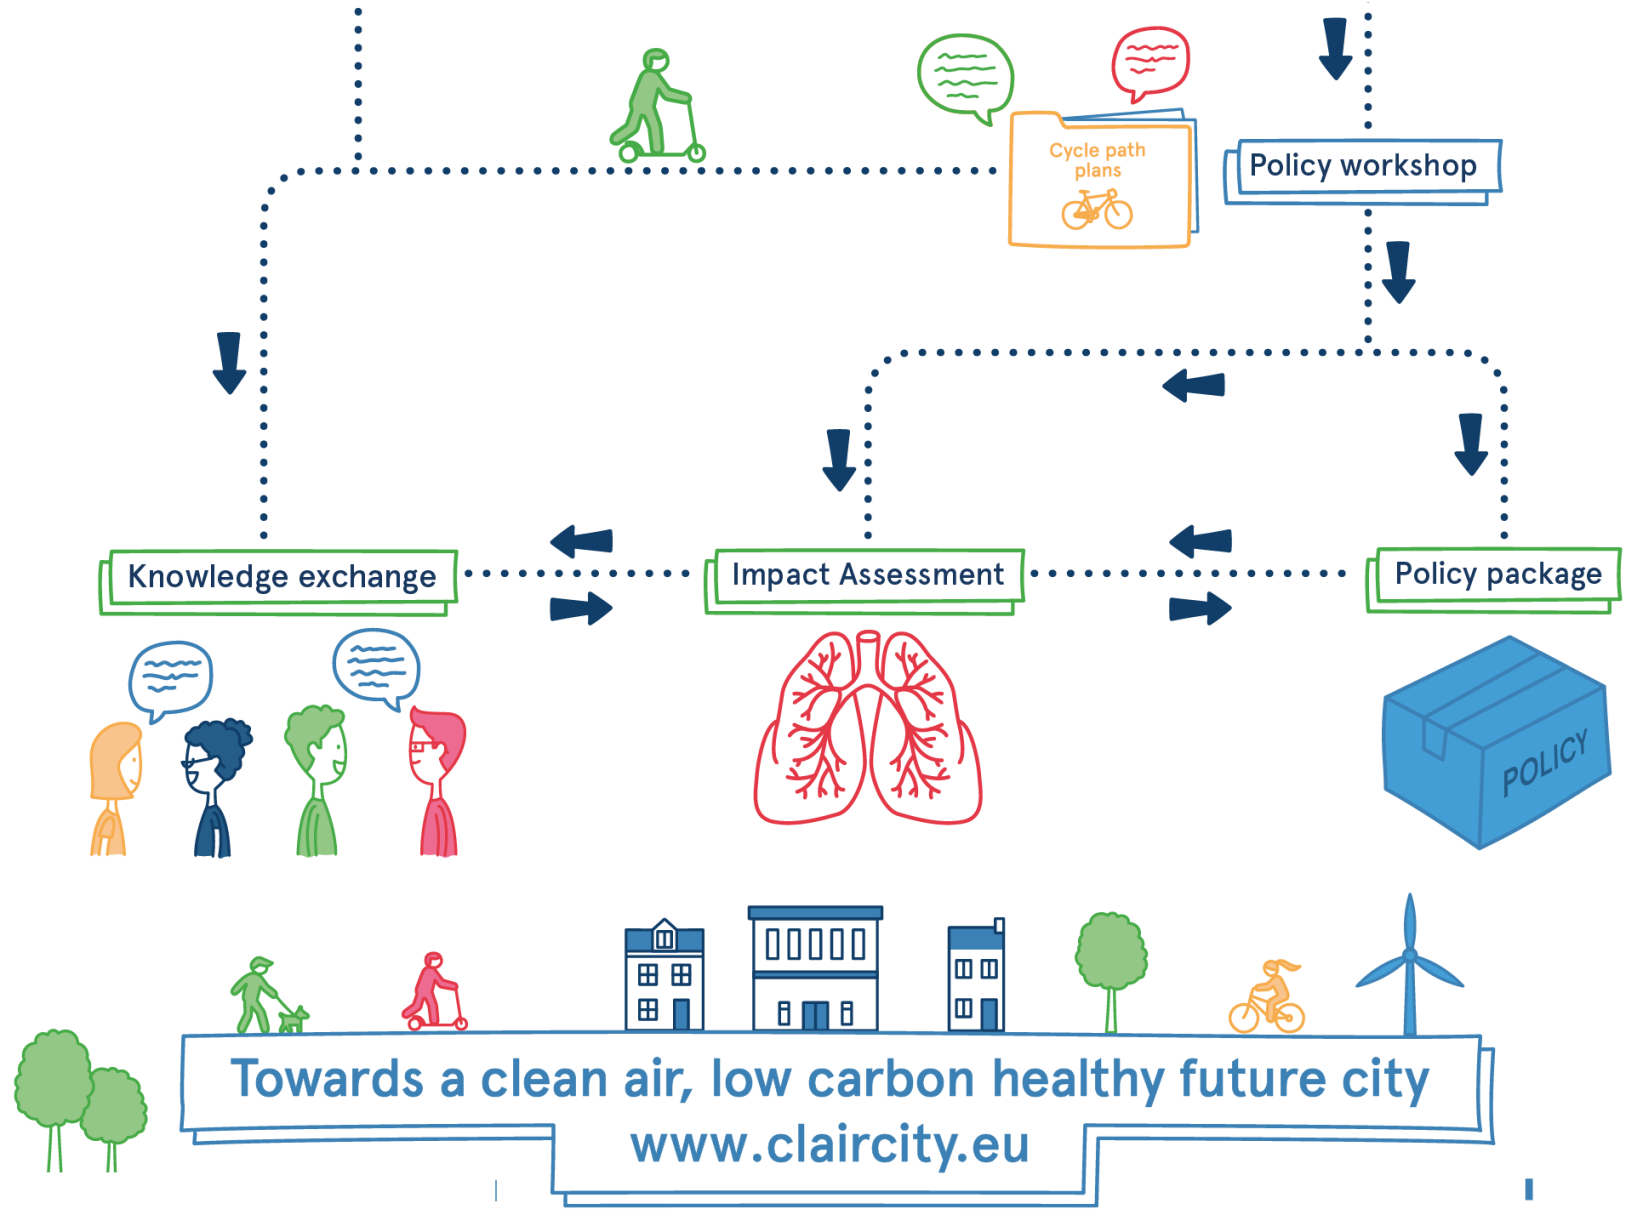 Cycle path
plans
Policy workshop
Knowledge exchange
Impact Assessment
Policy package
POLICY
Towards a clean air, low carbon healthy future city
www.claircity.eu